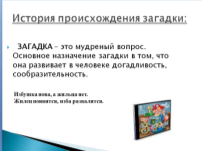 История происхождения загадки:
ЗАГАДКА – это мудреный вопрос.
Основное назначение загадки в том, что
она развивает в человеке догадливость,
сообразительность.
Избушка нова, а жильца нет.
Жилец появится, изба развалится.